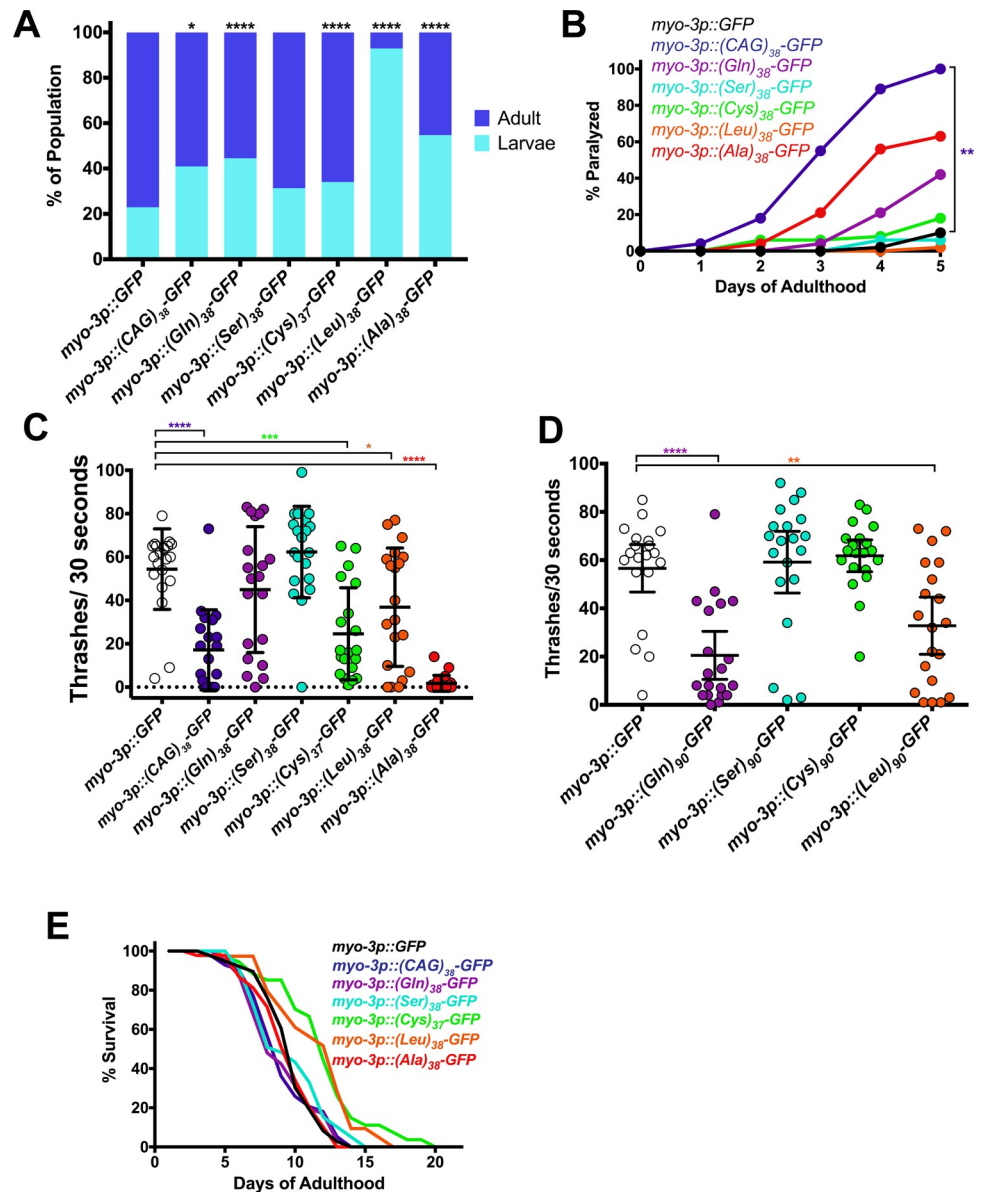 A
* **** **** **** ****
100
80
60
40
20
0
% of Population
Adult
Larvae
myo-3p::GFP
myo-3p::(CAG)38-GFP
myo-3p::(Gln)38-GFP
myo-3p::(Ser)38-GFP
myo-3p::(Cys)37-GFP
myo-3p::(Leu)38-GFP
myo-3p::(Ala)38-GFP
B
myo-3p::GFP
myo-3p::(CAG)38-GFP
myo-3p::(Gln)38-GFP
myo-3p::(Ser)38-GFP
myo-3p::(Cys)38-GFP
myo-3p::(Leu)38-GFP
myo-3p::(Ala)38-GFP
100
80
60
40
20
0
% Paralyzed
**
0 1 2 3 4 5
Days of Adulthood
C
****
***
*
****
100
80
60
40
20
0
Thrashes/ 30 seconds
myo-3p::GFP
myo-3p::(CAG)38-GFP
myo-3p::(Gln)38-GFP
myo-3p::(Ser)38-GFP
myo-3p::(Cys)37-GFP
myo-3p::(Leu)38-GFP
myo-3p::(Ala)38-GFP
D
**** **
100
80
60
40
20
0
Thrashes/30 seconds
myo-3p::GFP
myo-3p::(Gln)90-GFP
myo-3p::(Ser)90-GFP
myo-3p::(Cys)90-GFP
myo-3p::(Leu)90-GFP
E
100
80
60
40
20
0
% Survival
myo-3p::GFP
myo-3p::(CAG)38-GFP
myo-3p::(Gln)38-GFP
myo-3p::(Ser)38-GFP
myo-3p::(Cys)37-GFP
myo-3p::(Leu)38-GFP
myo-3p::(Ala)38-GFP
0 5 10 15 20
Days of Adulthood